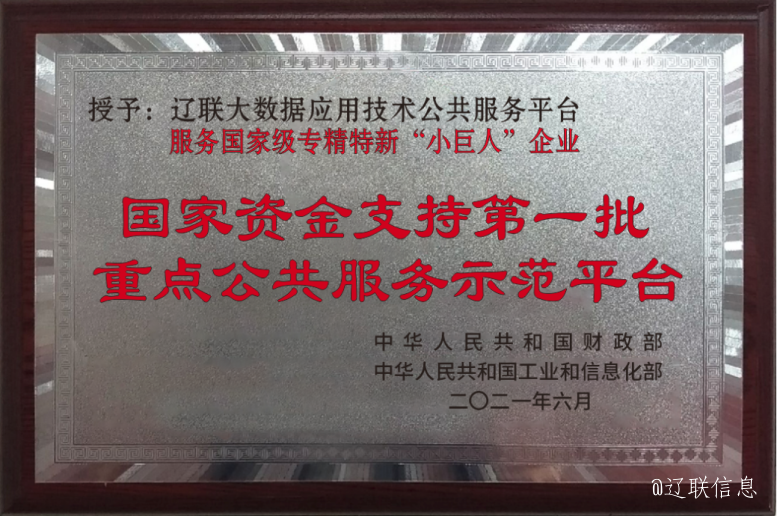 授予：辽联大数据应用技术公共服务平台
服务国家级专精特新“小巨人”企业
国家资金支持第一批
重点公共服务示范平台
中华人民共和国财政部
中华人民共和国工业和信息化部
二〇二一年六月
@辽联信息